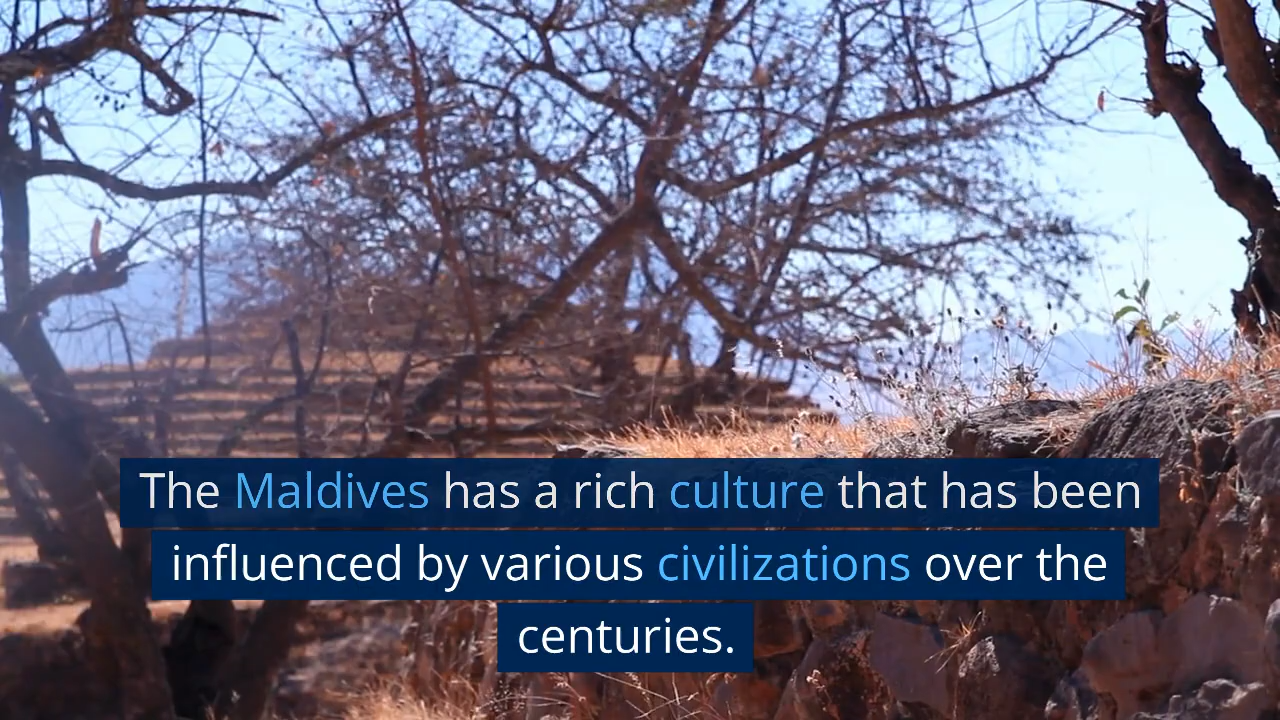 The Maldives has a rich culture that has been
influenced by various civilizations over the
centuries.